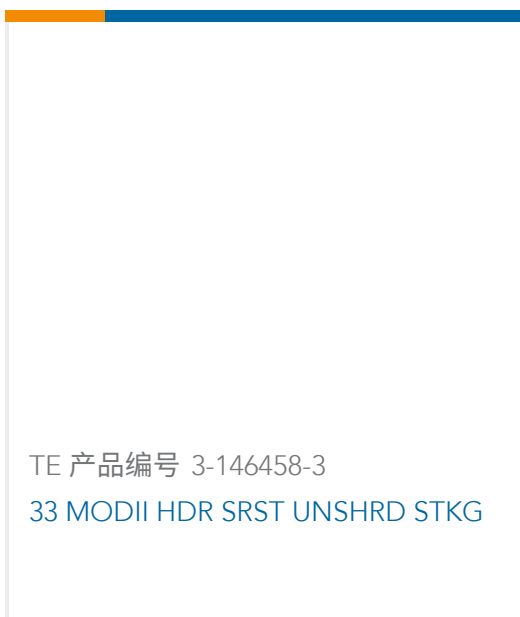 TE 产品编号 3-146458-3
33 MODII HDR SRST UNSHRD STKG